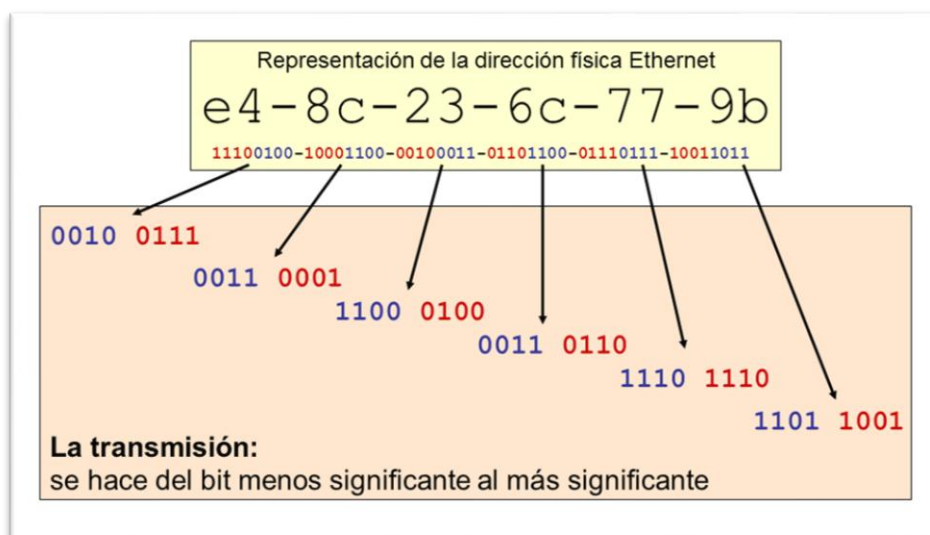 Representación de la dirección física Ethernet
e4-8c-23-6c-77-9b
11100100-10001100-00100011-01101100-01110111-10011011
0010 0111
0011 0001
1100 0100
0011 0110
1110 1110
1101 1001
La transmisión:
se hace del bit menos significante al más significante